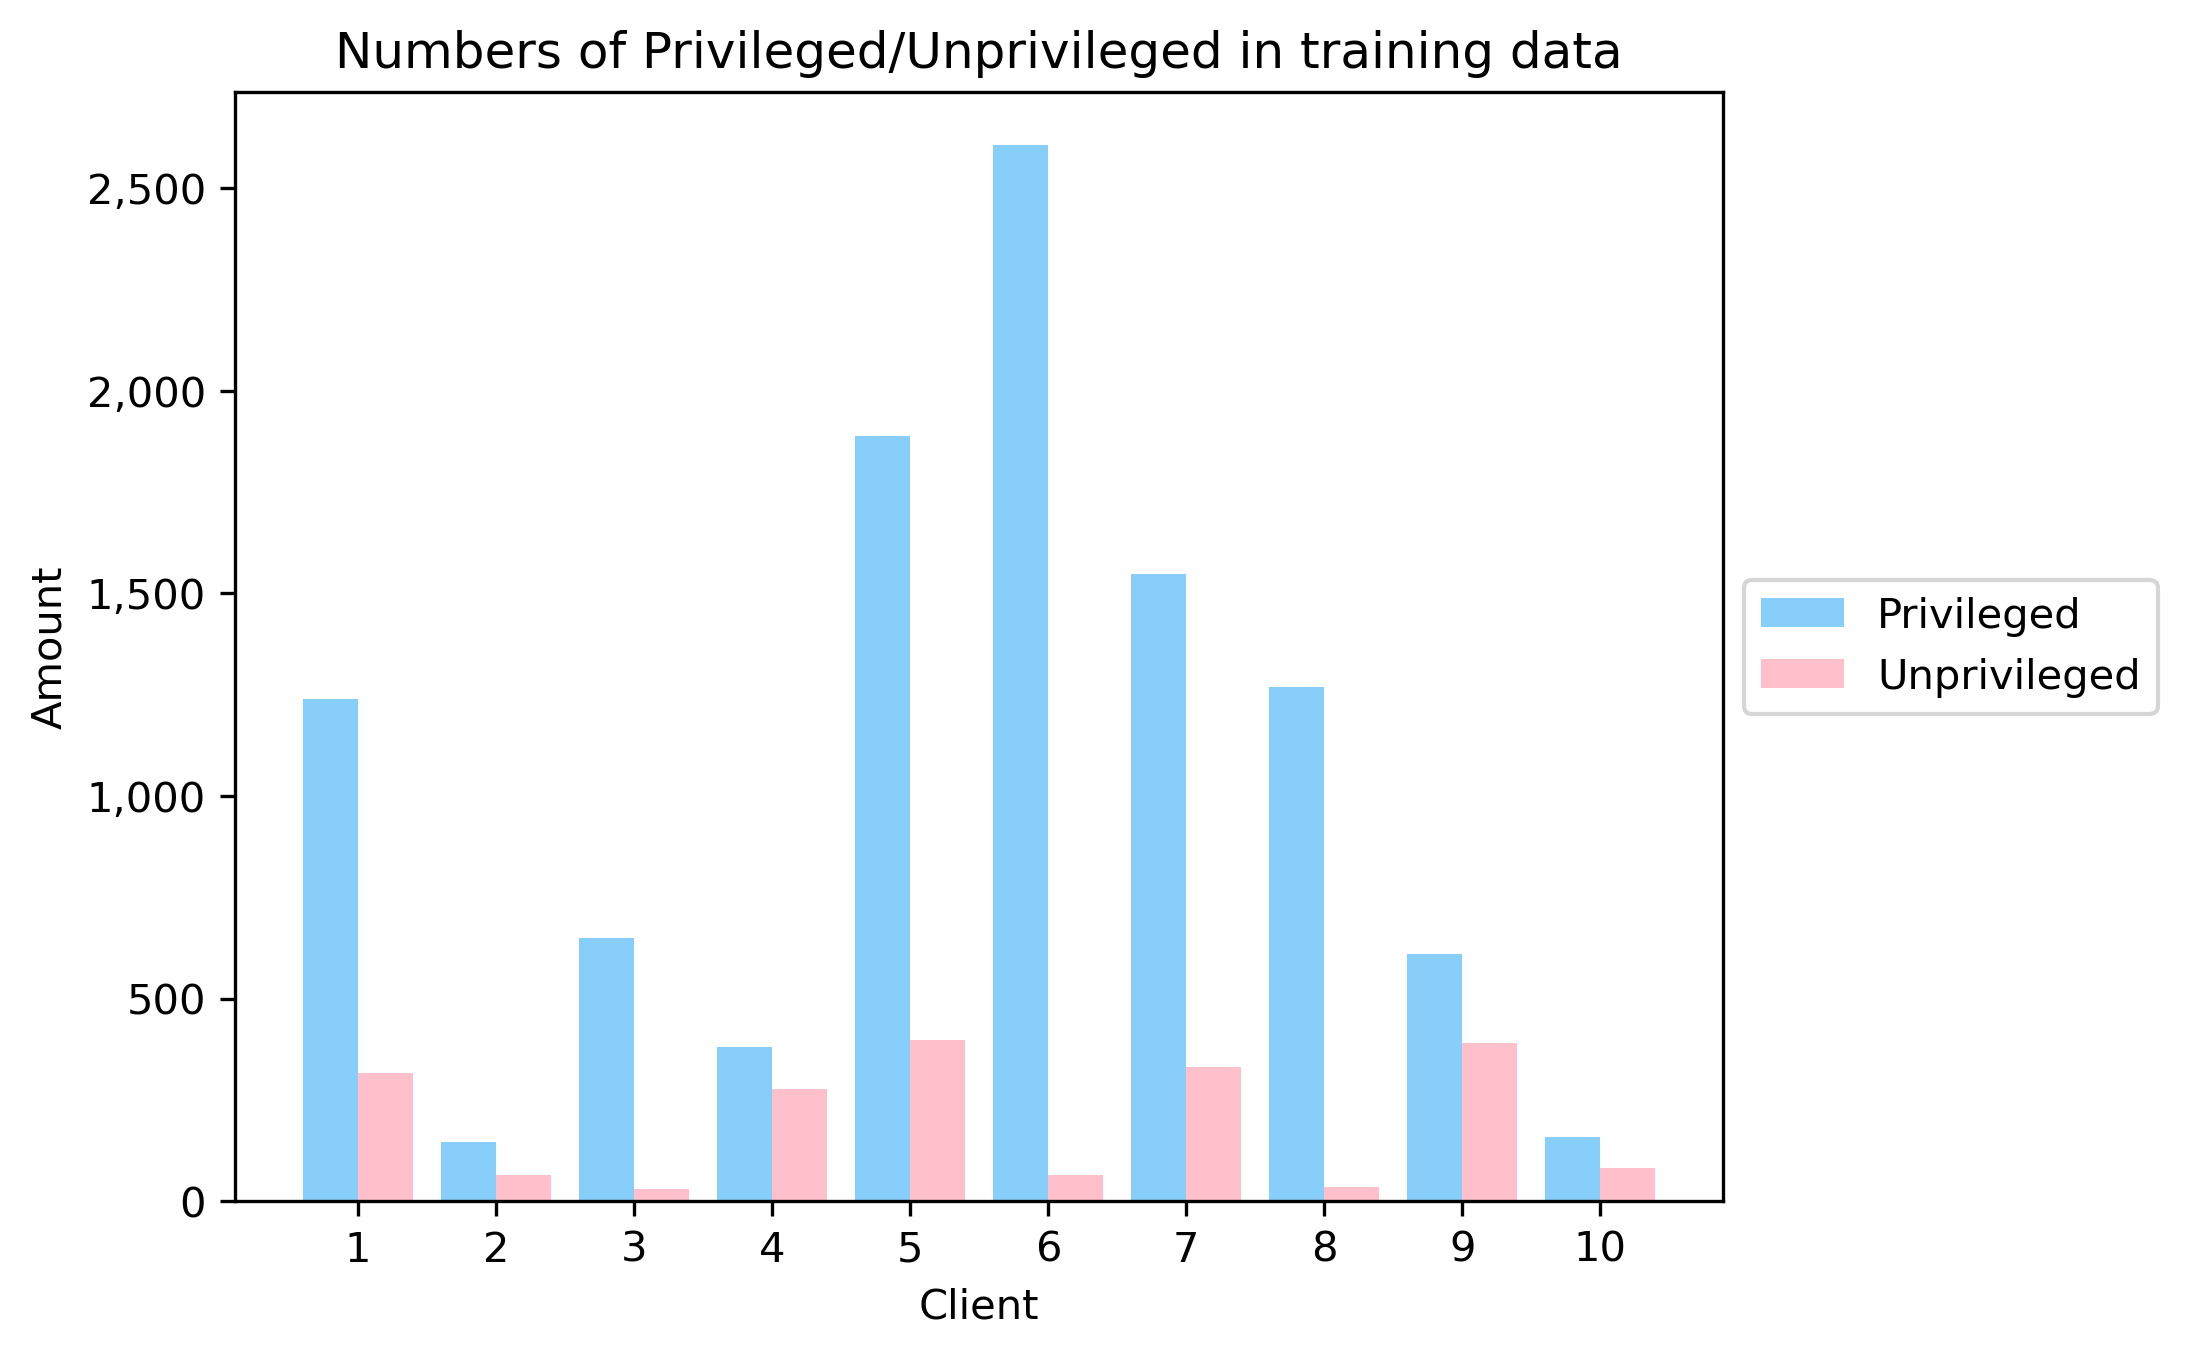 Numbers of Privileged/Unprivileged in training data
2,500
2,000
1,500
1,000
500
0
Amount
1 2 3 4 5 6 7 8 9 10
Client
Privileged
Unprivileged